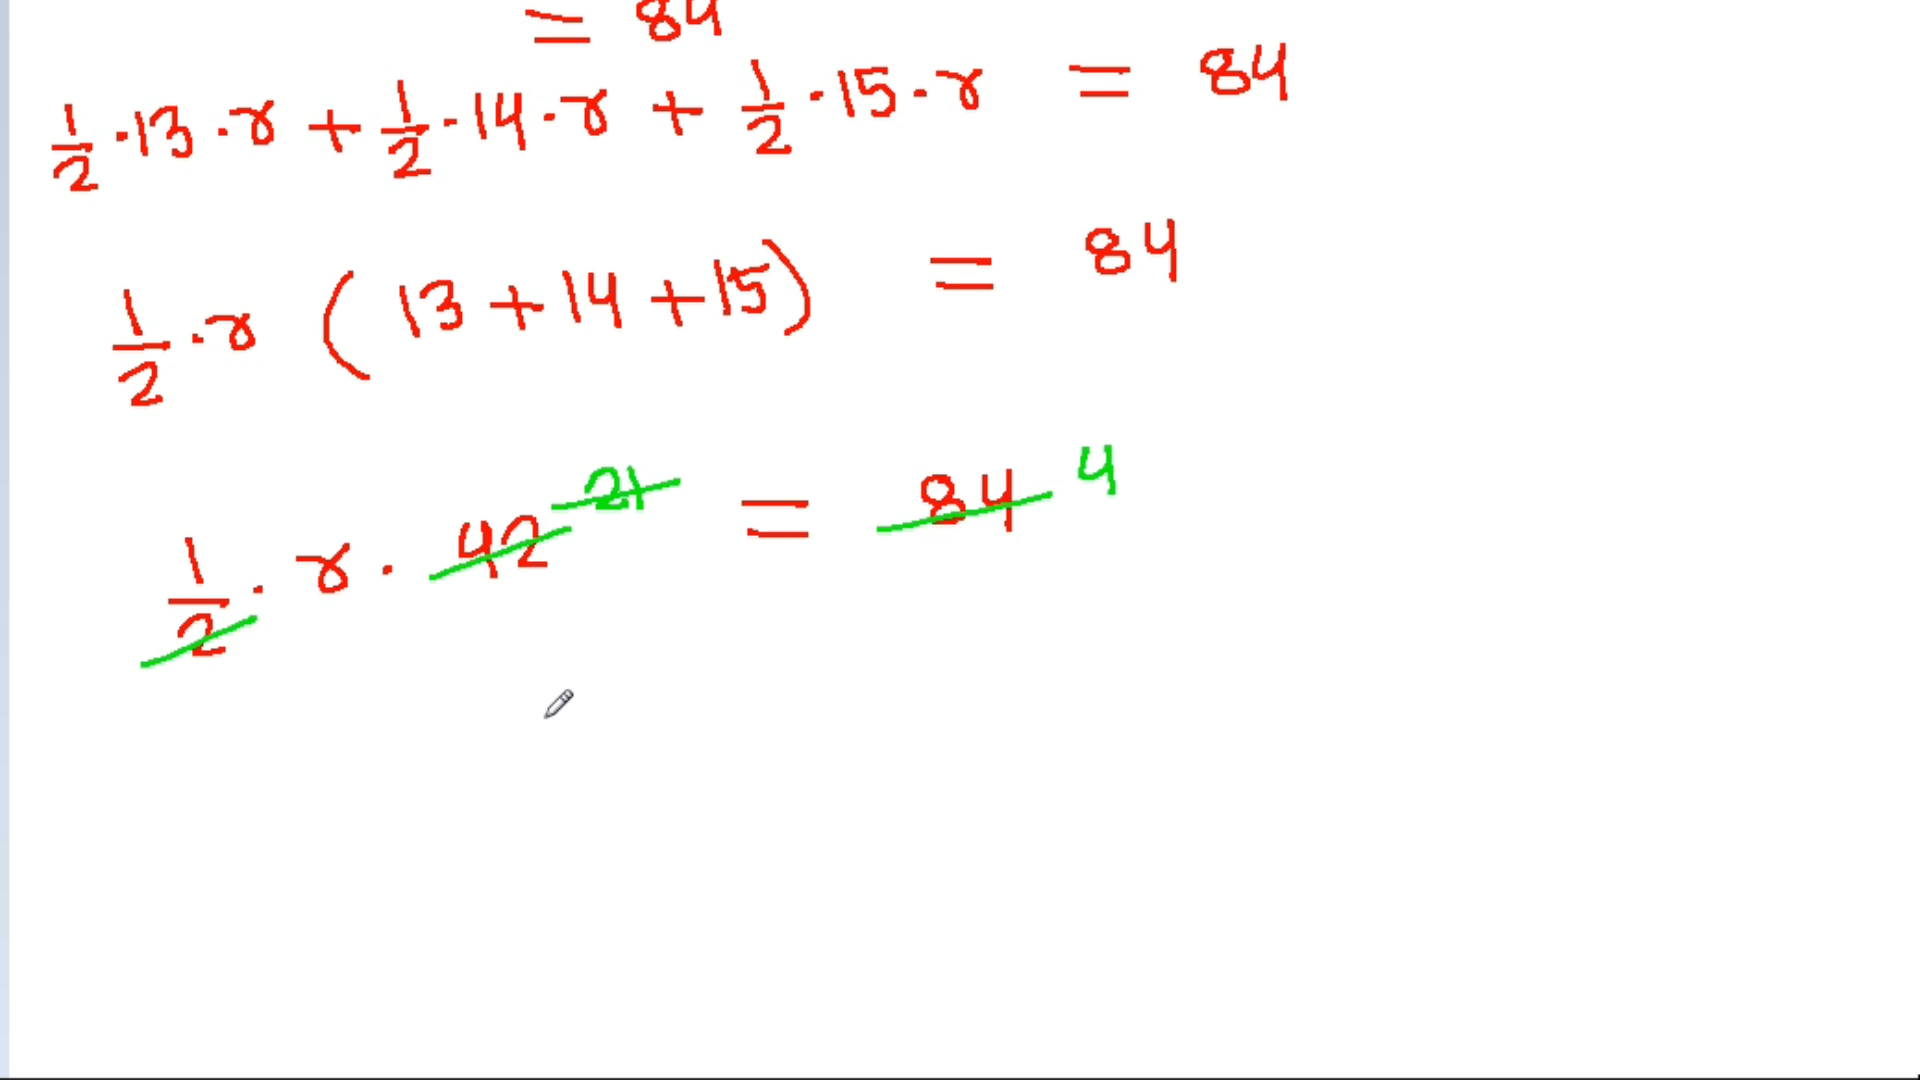 = 84
1/2 · 13 · r + 1/2 · 14 · r + 1/2 · 15 · r = 84
1/2 · r (13 + 14 + 15) = 84
1/2 · r · 42 21 = 84 4